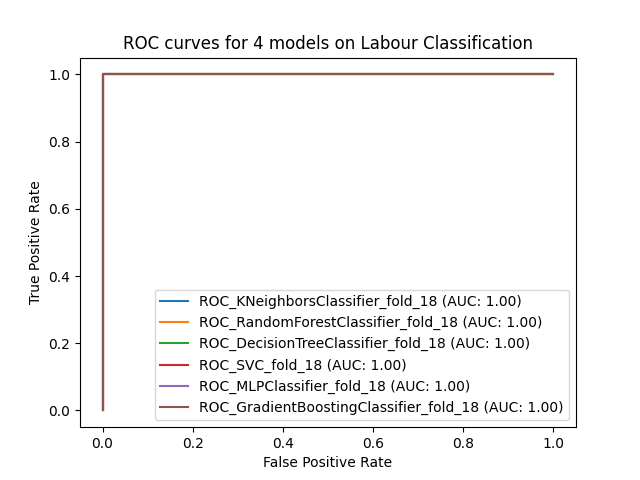 ROC curves for 4 models on Labour Classification
True Positive Rate
1.0
0.8
0.6
0.4
0.2
0.0
ROC_KNeighborsClassifier_fold_18 (AUC: 1.00)
ROC_RandomForestClassifier_fold_18 (AUC: 1.00)
ROC_DecisionTreeClassifier_fold_18 (AUC: 1.00)
ROC_SVC_fold_18 (AUC: 1.00)
ROC_MLPClassifier_fold_18 (AUC: 1.00)
ROC_GradientBoostingClassifier_fold_18 (AUC: 1.00)
0.0 0.2 0.4 0.6 0.8 1.0
False Positive Rate